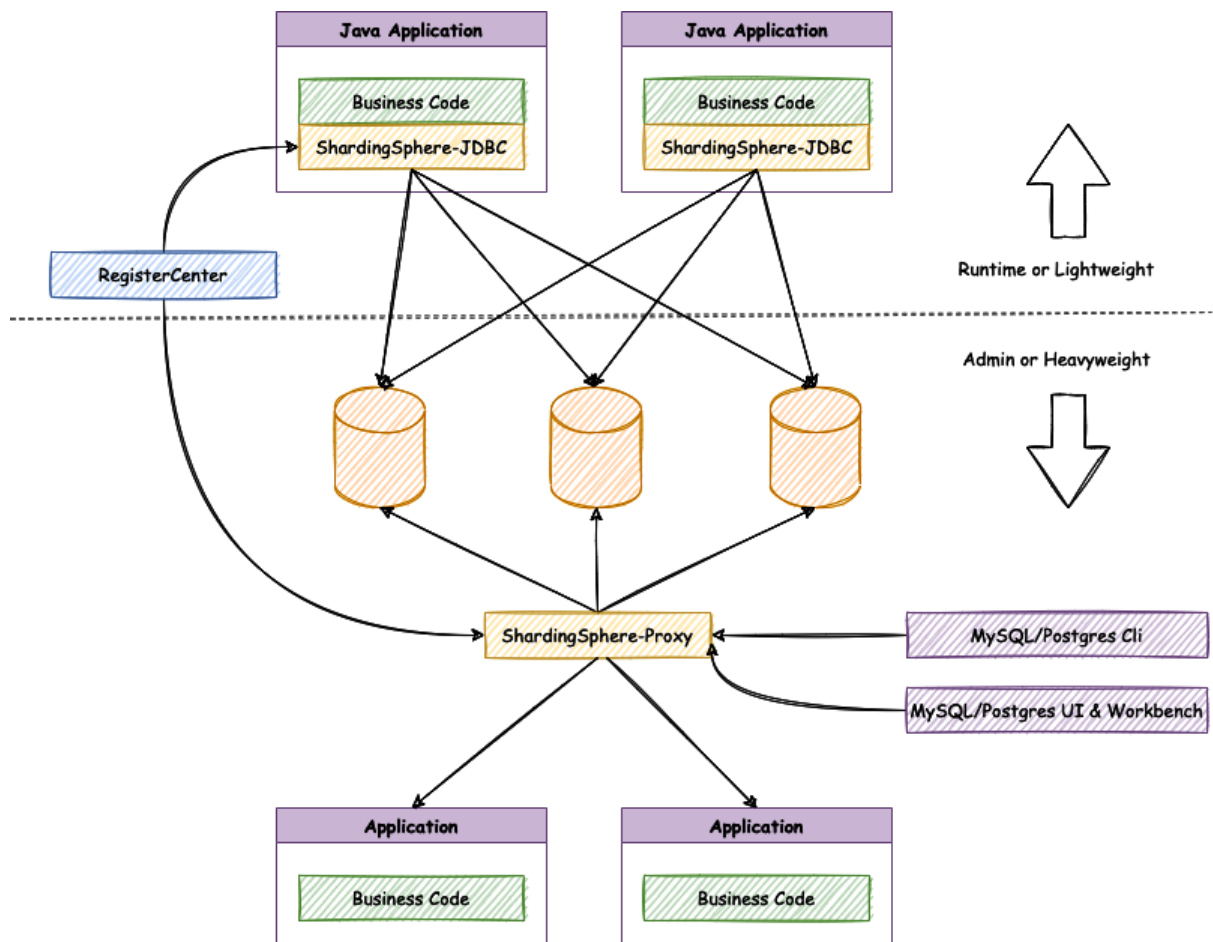 Java Application
Java Application
Business Code
Business Code
ShardingSphere-JDBC
ShardingSphere-JDBC
RegisterCenter
Runtime or Lightweight
Admin or Heavyweight
ShardingSphere-Proxy
MySQL/Postgres Cli
MySQL/Postgres UI & Workbench
Application
Application
Business Code
Business Code